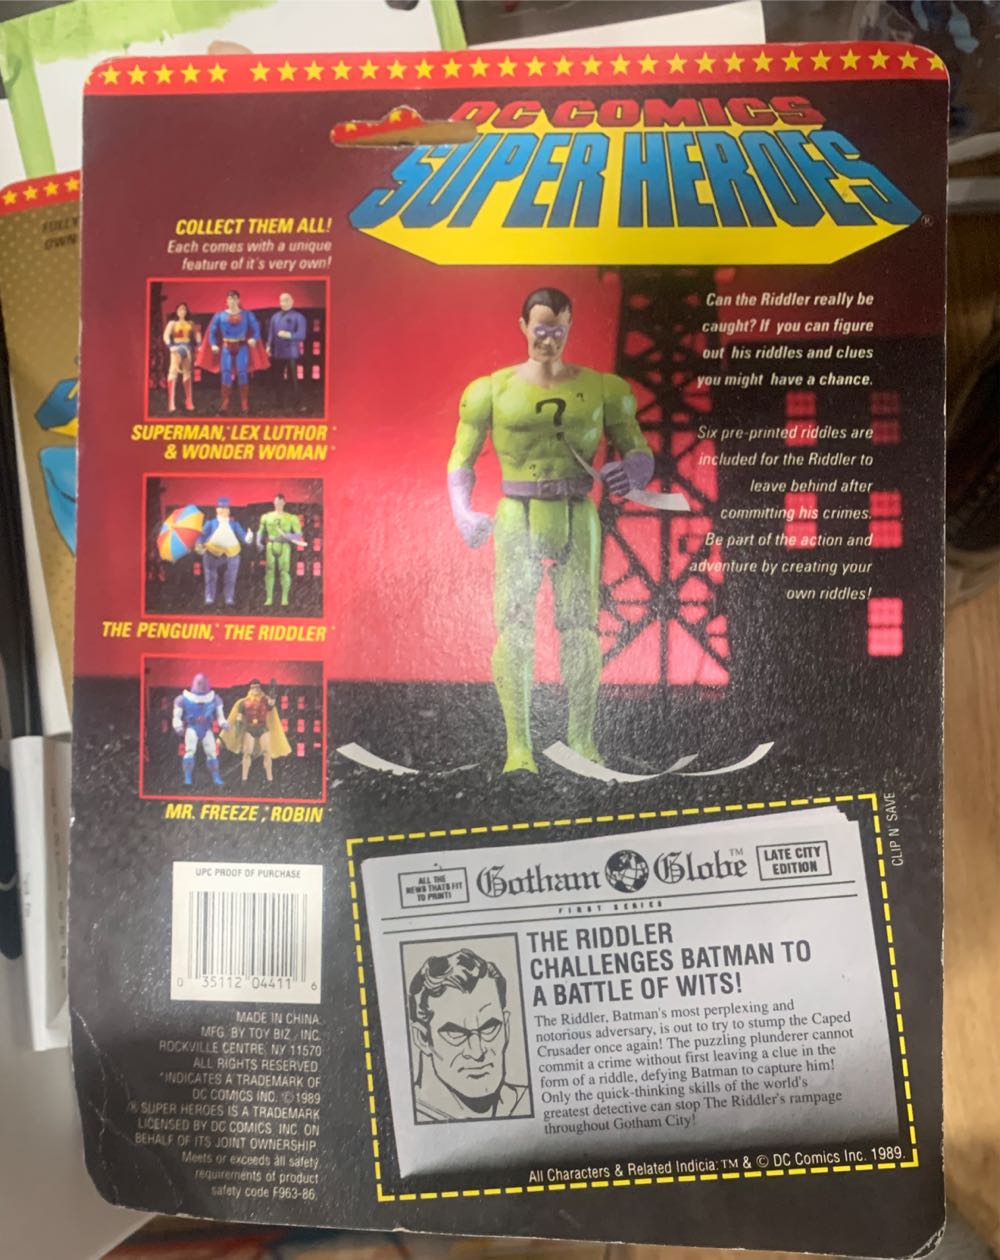 DC COMICS
SUPER HEROES
®
COLLECT THEM ALL!
Each comes with a unique
feature of it's very own!
SUPERMAN,* LEX LUTHOR*
& WONDER WOMAN*
THE PENGUIN,* THE RIDDLER*
MR. FREEZE,* ROBIN
Can the Riddler really be
caught? If you can figure
out his riddles and clues
you might have a chance.
Six pre-printed riddles are
included for the Riddler to
leave behind after
committing his crimes.
Be part of the action and
adventure by creating your
own riddles!
?
UPC PROOF OF PURCHASE
0 35112 04411 6
MADE IN CHINA.
MFG. BY TOY BIZ, INC.
ROCKVILLE CENTRE, NY 11570
ALL RIGHTS RESERVED
*INDICATES A TRADEMARK OF
DC COMICS INC. ©1989
® SUPER HEROES IS A TRADEMARK
LICENSED BY DC COMICS INC. ON
BEHALF OF ITS JOINT OWNERSHIP.
Meets or exceeds all safety
requirements of product
safety code F963-86.
CLIP N' SAVE
ALL THE
NEWS THATS FIT
TO PRINT!
Gotham Globe™
LATE CITY
EDITION
FIRST SERIES
THE RIDDLER
CHALLENGES BATMAN TO
A BATTLE OF WITS!
The Riddler, Batman's most perplexing and
notorious adversary, is out to try to stump the Caped
Crusader once again! The puzzling plunderer cannot
commit a crime without first leaving a clue in the
form of a riddle, defying Batman to capture him!
Only the quick-thinking skills of the world's
greatest detective can stop The Riddler's rampage
throughout Gotham City!
All Characters & Related Indicia: TM & © DC Comics Inc. 1989.
FULLY
OWN